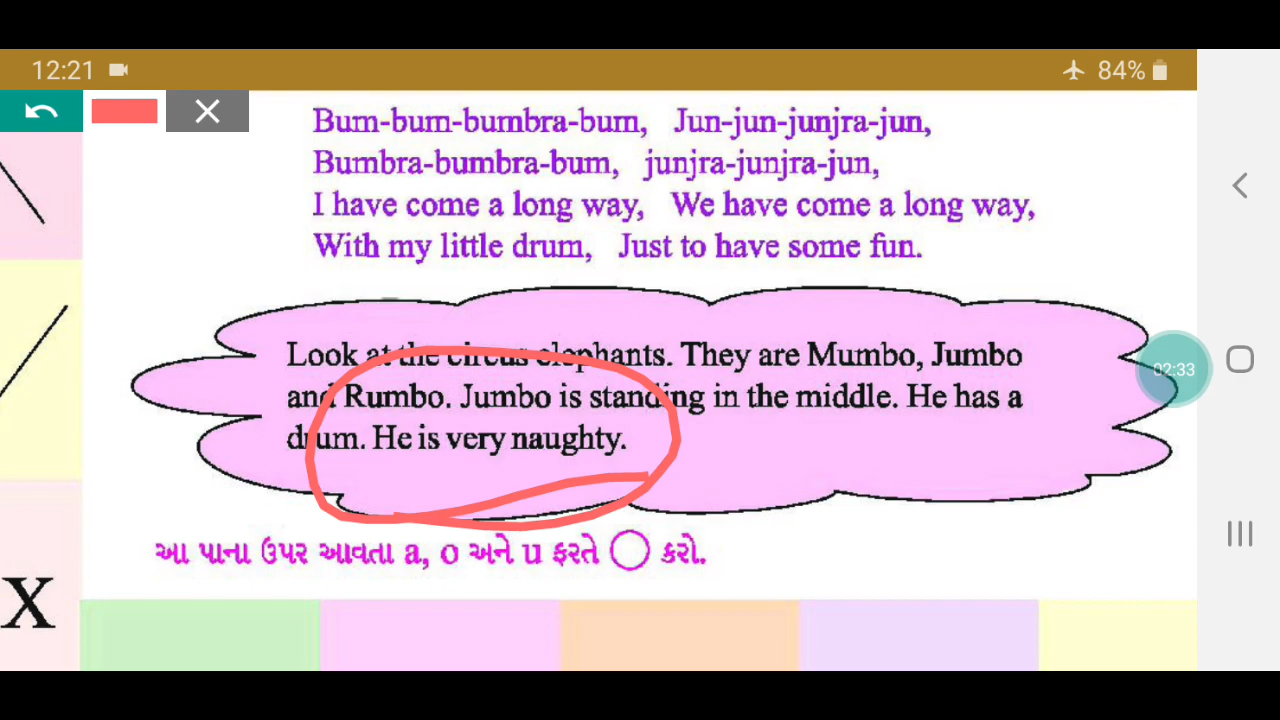 12:21 84%
Bum-bum-bumbra-bum, Jun-jun-junjra-jun,
Bumbra-bumbra-bum, junjra-junjra-jun,
I have come a long way, We have come a long way,
With my little drum, Just to have some fun.
Look at the circus elephants. They are Mumbo, Jumbo
and Rumbo. Jumbo is standing in the middle. He has a
drum. He is very naughty.
02:33
આ પાના ઉપર આવતા a, o અને u ફરતે ◯ કરો.
X